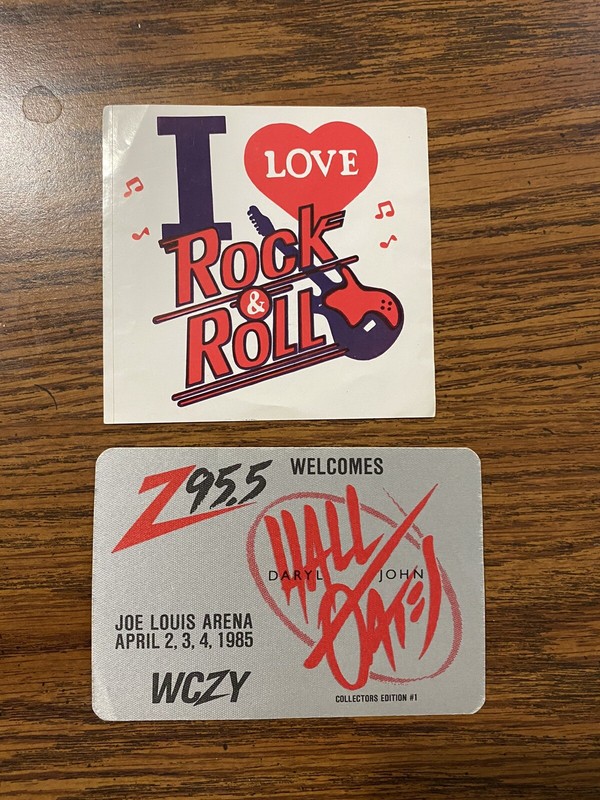 I LOVE
ROCK
&
ROLL
Z95.5 WELCOMES
HALL
DARYL JOHN
OATES
JOE LOUIS ARENA
APRIL 2, 3, 4, 1985
WCZY
COLLECTORS EDITION #1